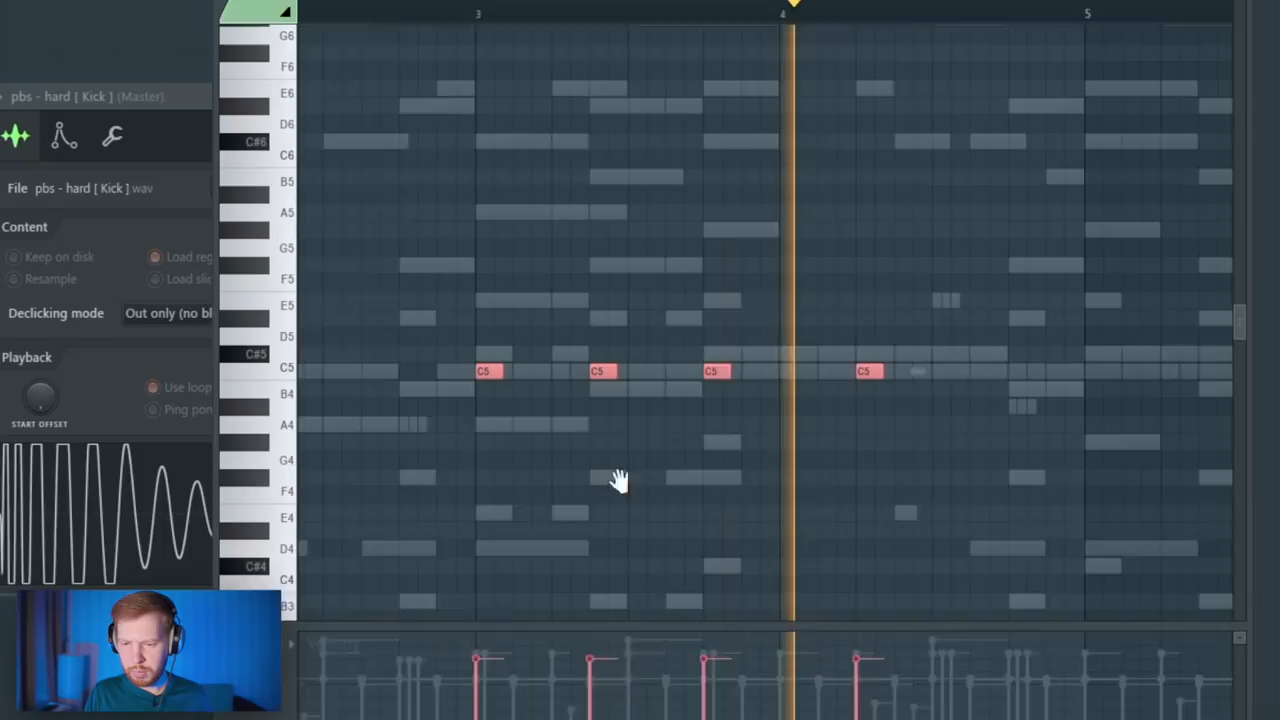 3 4 5
G6
F6
E6
D6
C#6
C6
B5
A5
G5
F5
E5
D5
C#5
C5 C5 C5 C5 C5
B4
A4
G4
F4
E4
D4
C#4
C4
B3
pbs - hard [ Kick ] (Master)
File pbs - hard [ Kick ].wav
Content
Keep on disk Load reg
Resample Load slic
Declicking mode Out only (no bl
Playback
Use loop
Ping pon
START OFFSET